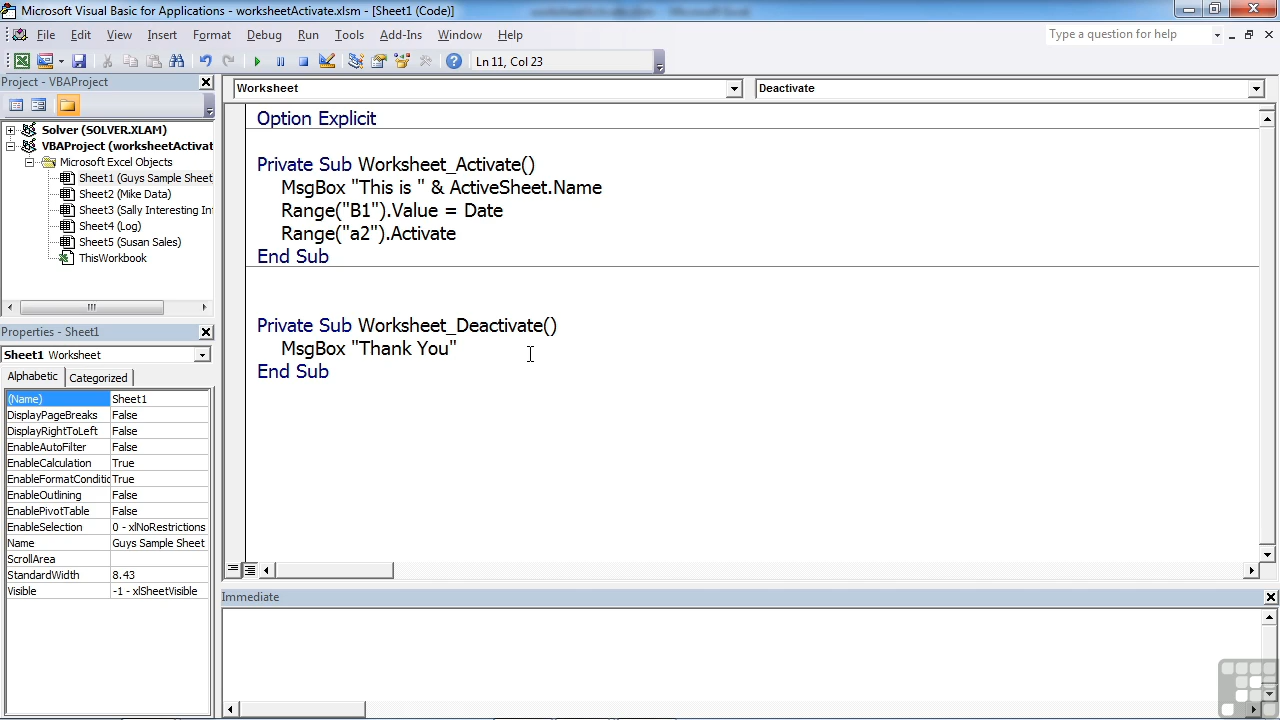 Microsoft Visual Basic for Applications - worksheetActivate.xlsm - [Sheet1 (Code)]
File Edit View Insert Format Debug Run Tools Add-Ins Window Help
Type a question for help
Ln 11, Col 23
Project - VBAProject
Worksheet
Deactivate
Solver (SOLVER.XLAM)
VBAProject (worksheetActivat
Microsoft Excel Objects
Sheet1 (Guys Sample Sheet
Sheet2 (Mike Data)
Sheet3 (Sally Interesting In
Sheet4 (Log)
Sheet5 (Susan Sales)
ThisWorkbook
Properties - Sheet1
Sheet1 Worksheet
Alphabetic Categorized
(Name) Sheet1
DisplayPageBreaks False
DisplayRightToLeft False
EnableAutoFilter False
EnableCalculation True
EnableFormatConditic True
EnableOutlining False
EnablePivotTable False
EnableSelection 0 - xlNoRestrictions
Name Guys Sample Sheet
ScrollArea
StandardWidth 8.43
Visible -1 - xlSheetVisible
Option Explicit
Private Sub Worksheet_Activate()
MsgBox "This is " & ActiveSheet.Name
Range("B1").Value = Date
Range("a2").Activate
End Sub
Private Sub Worksheet_Deactivate()
MsgBox "Thank You"
End Sub
Immediate